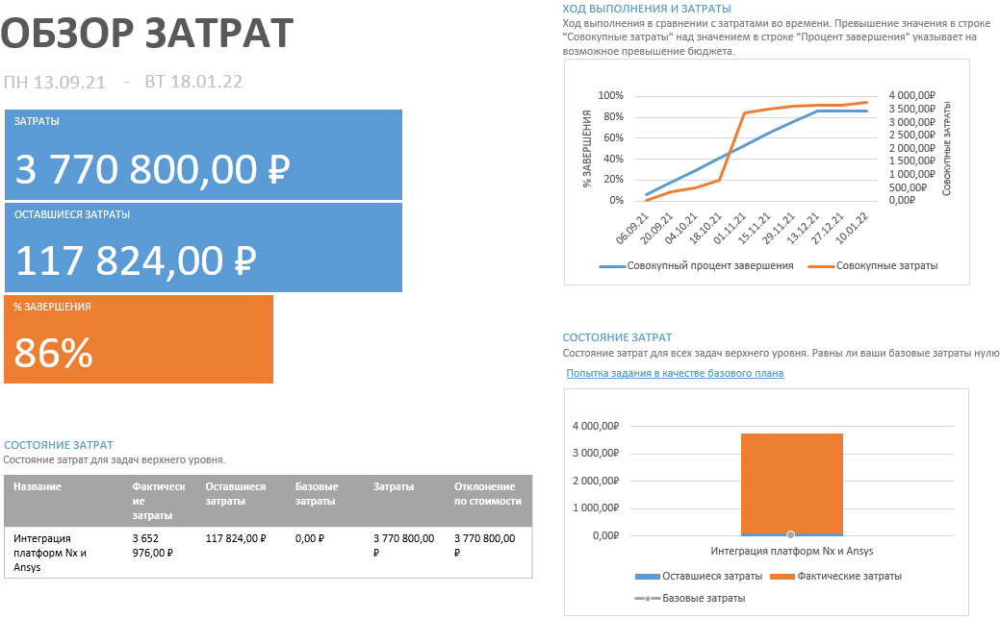 ОБЗОР ЗАТРАТ
ПН 13.09.21 - ВТ 18.01.22
ЗАТРАТЫ
3 770 800,00 ₽
ОСТАВШИЕСЯ ЗАТРАТЫ
117 824,00 ₽
% ЗАВЕРШЕНИЯ
86%
СОСТОЯНИЕ ЗАТРАТ
Состояние затрат для задач верхнего уровня.
Название Фактическ Оставшиеся Базовые Затраты Отклонение
ие затраты затраты по стоимости
затраты
Интеграция 3 652 117 824,00 ₽ 0,00 ₽ 3 770 800,00 3 770 800,00
платформ Nx и 976,00 ₽ ₽ ₽
Ansys
ХОД ВЫПОЛНЕНИЯ И ЗАТРАТЫ
Ход выполнения в сравнении с затратами во времени. Превышение значения в строке
"Совокупные затраты" над значением в строке "Процент завершения" указывает на
возможное превышение бюджета.
% ЗАВЕРШЕНИЯ
100%
80%
60%
40%
20%
0%
4 000,00₽
3 500,00₽
3 000,00₽
2 500,00₽
2 000,00₽
1 500,00₽
1 000,00₽
500,00₽
0,00₽
СОВОКУПНЫЕ ЗАТРАТЫ
06.09.21
20.09.21
04.10.21
18.10.21
01.11.21
15.11.21
29.11.21
13.12.21
27.12.21
10.01.22
Совокупный процент завершения Совокупные затраты
СОСТОЯНИЕ ЗАТРАТ
Состояние затрат для всех задач верхнего уровня. Равны ли ваши базовые затраты нулю
Попытка задания в качестве базового плана
4 000,00₽
3 000,00₽
2 000,00₽
1 000,00₽
0,00₽
Интеграция платформ Nx и Ansys
Оставшиеся затраты Фактические затраты
Базовые затраты